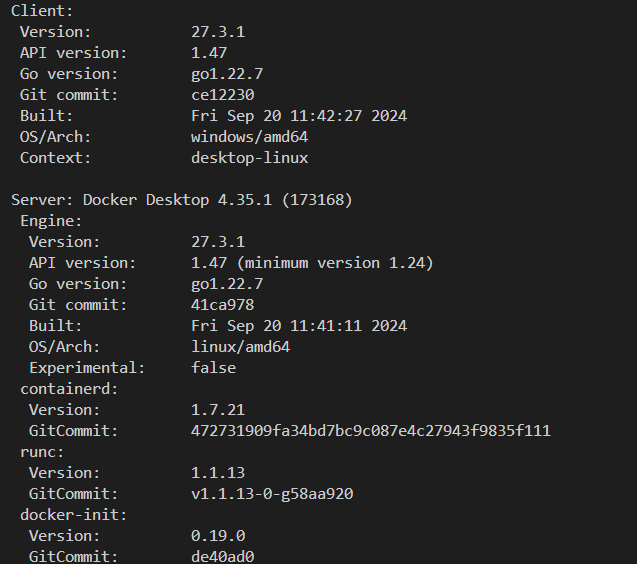 Client:
 Version:           27.3.1
 API version:       1.47
 Go version:        go1.22.7
 Git commit:        ce12230
 Built:             Fri Sep 20 11:42:27 2024
 OS/Arch:           windows/amd64
 Context:           desktop-linux

Server: Docker Desktop 4.35.1 (173168)
 Engine:
  Version:          27.3.1
  API version:      1.47 (minimum version 1.24)
  Go version:       go1.22.7
  Git commit:       41ca978
  Built:            Fri Sep 20 11:41:11 2024
  OS/Arch:          linux/amd64
  Experimental:     false
 containerd:
  Version:          1.7.21
  GitCommit:        472731909fa34bd7bc9c087e4c27943f9835f111
 runc:
  Version:          1.1.13
  GitCommit:        v1.1.13-0-g58aa920
 docker-init:
  Version:          0.19.0
  GitCommit:        de40ad0